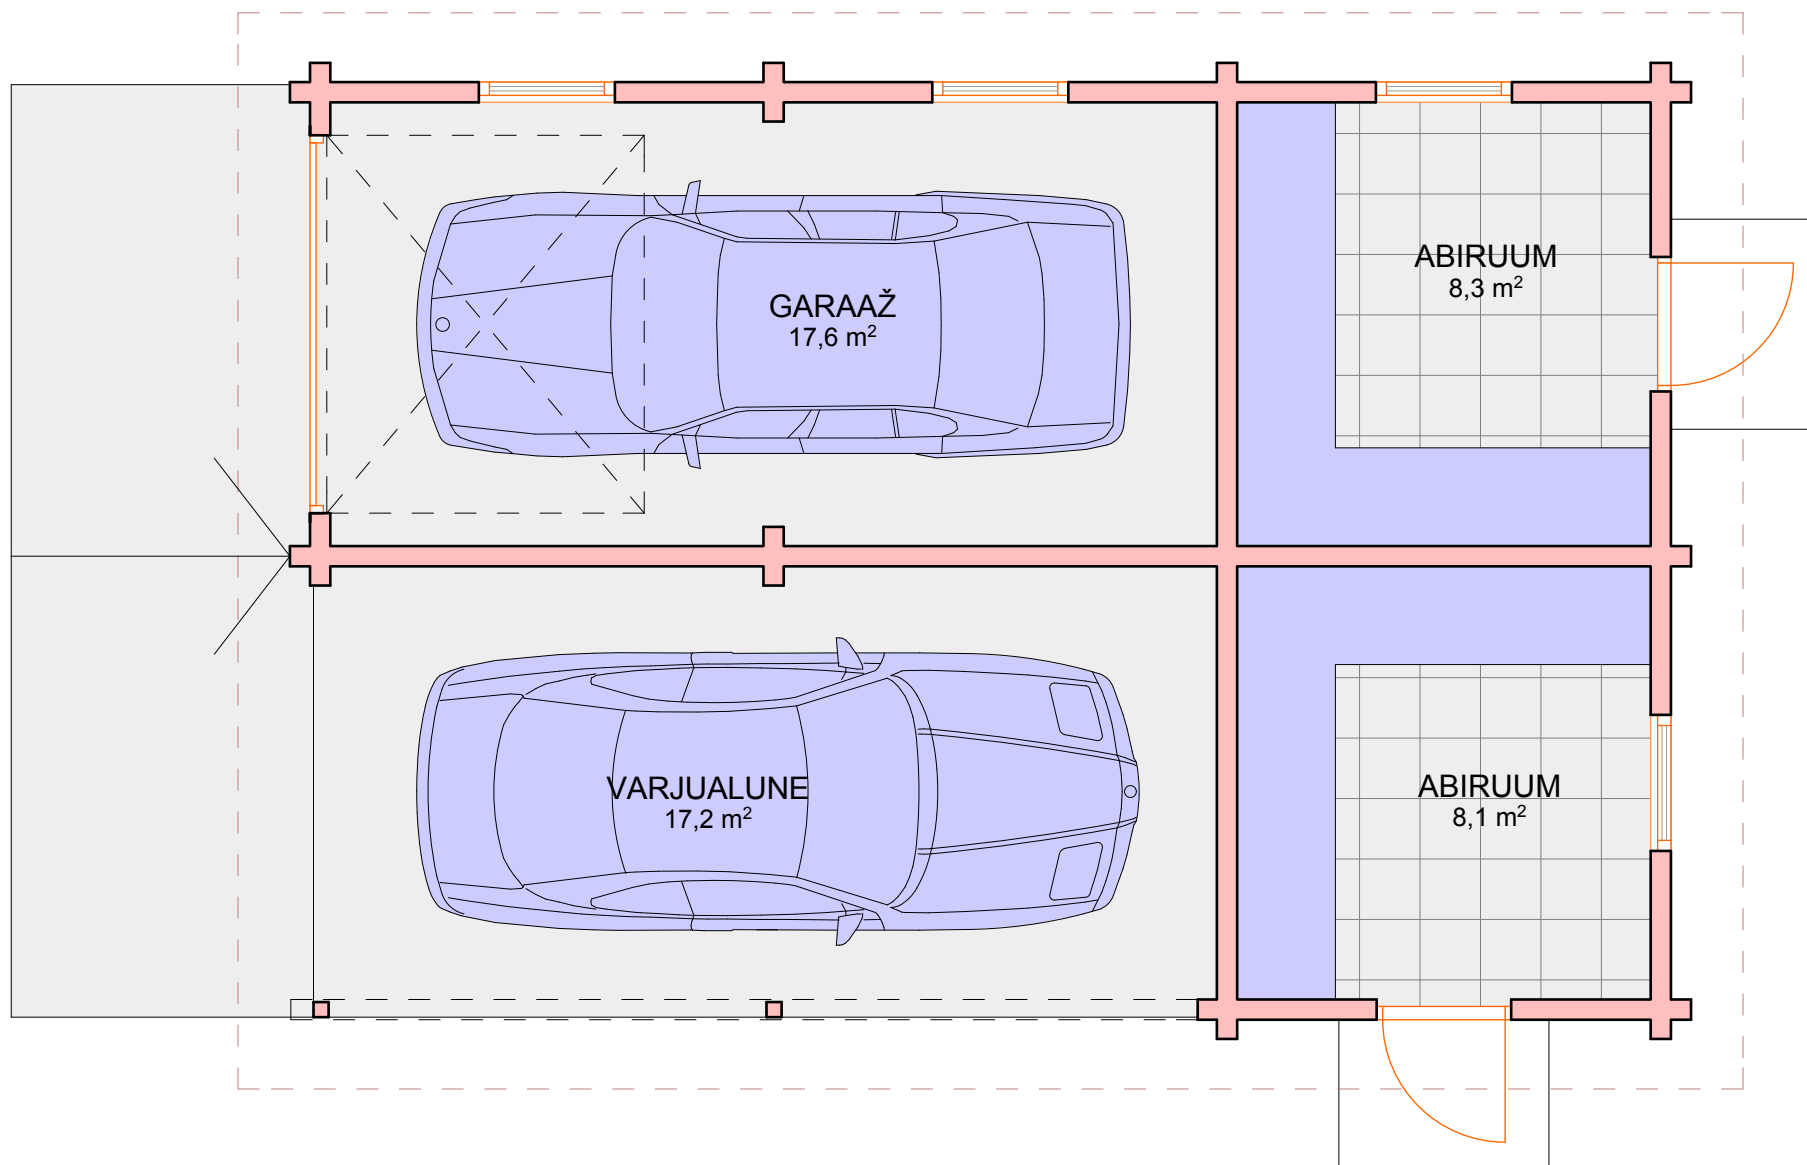 GARAAŽ
17,6 m²
ABIRUUM
8,3 m²
VARJUALUNE
17,2 m²
ABIRUUM
8,1 m²